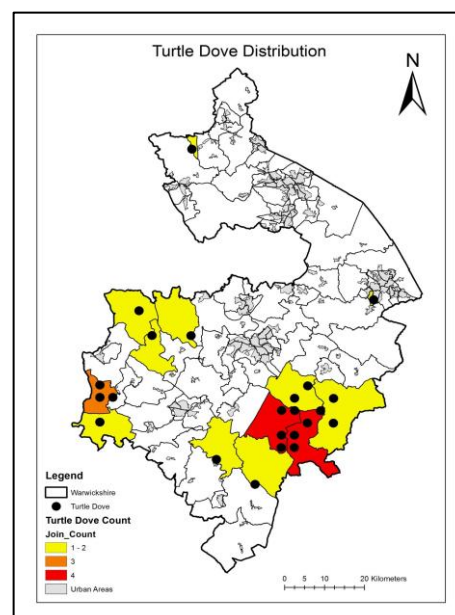 Turtle Dove Distribution
N
Legend
Warwickshire
Turtle Dove
Turtle Dove Count
Join_Count
1 - 2
3
4
Urban Areas
0 5 10 20 Kilometers